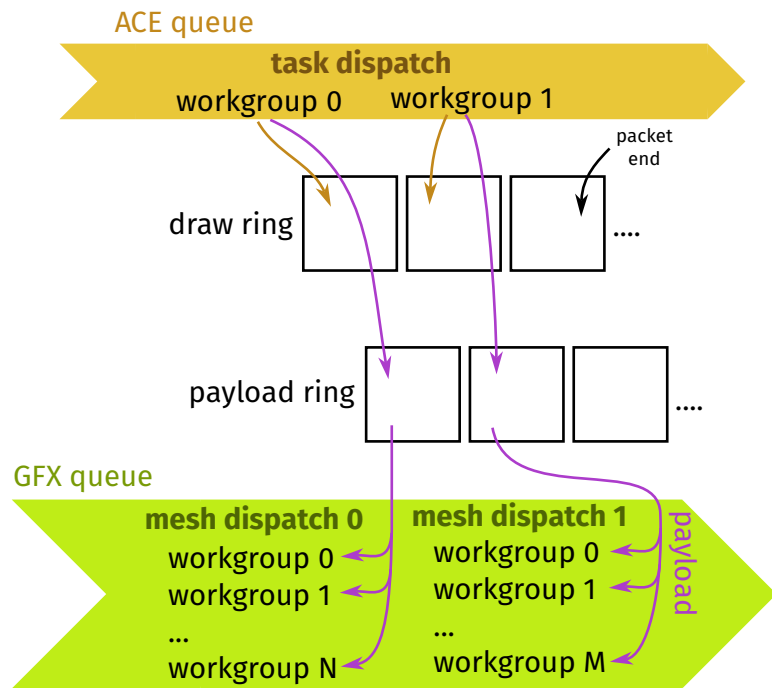 ACE queue
task dispatch
workgroup 0
workgroup 1
packet
end
draw ring
....
payload ring
....
GFX queue
mesh dispatch 0
workgroup 0
workgroup 1
...
workgroup N
mesh dispatch 1
workgroup 0
workgroup 1
...
workgroup M
payload